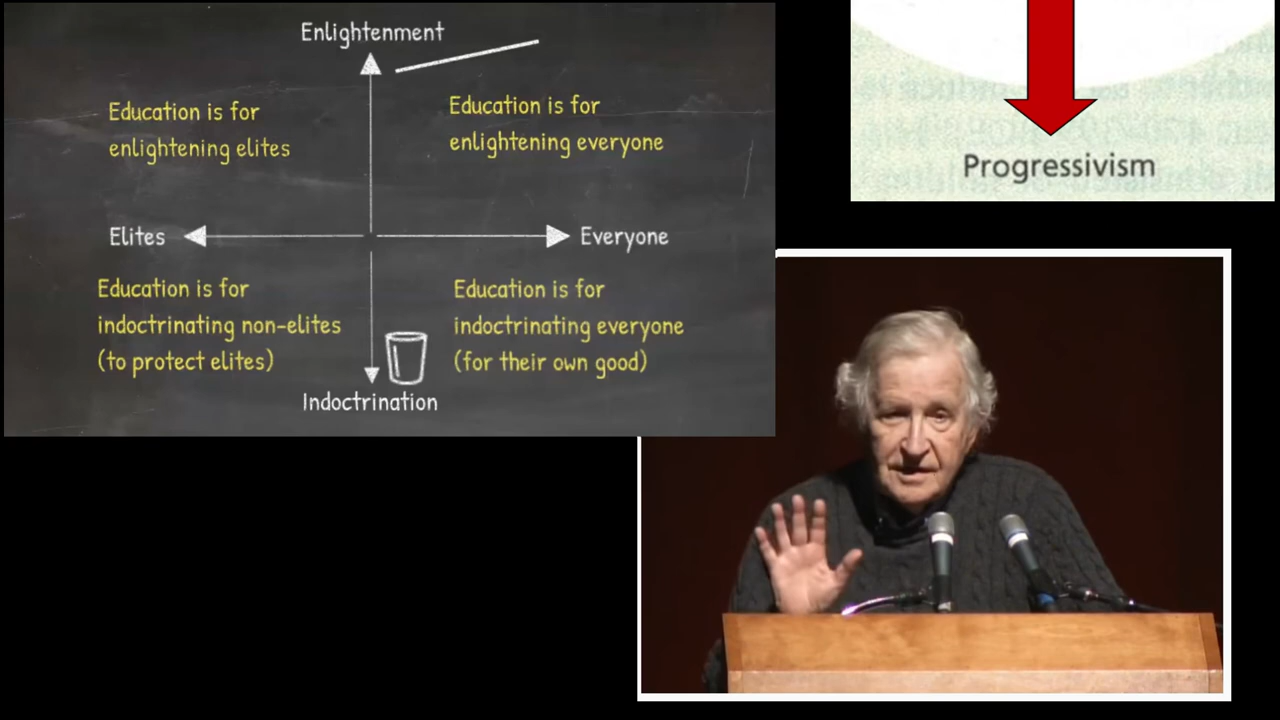 Enlightenment
Education is for
enlightening elites
Education is for
enlightening everyone
Elites
Everyone
Education is for
indoctrinating non-elites
(to protect elites)
Education is for
indoctrinating everyone
(for their own good)
Indoctrination
Progressivism